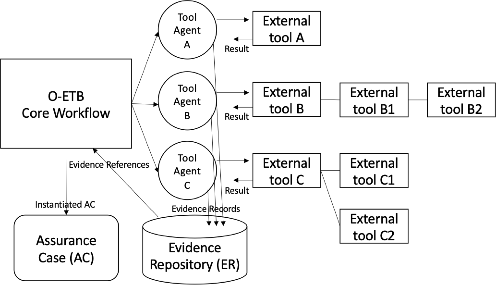 Tool
Agent
A
External
tool A
Result
O-ETB
Core Workflow
Tool
Agent
B
External
tool B
External
tool B1
External
tool B2
Result
Tool
Agent
C
External
tool C
External
tool C1
Result
External
tool C2
Evidence References
Instantiated AC
Evidence Records
Assurance
Case (AC)
Evidence
Repository (ER)